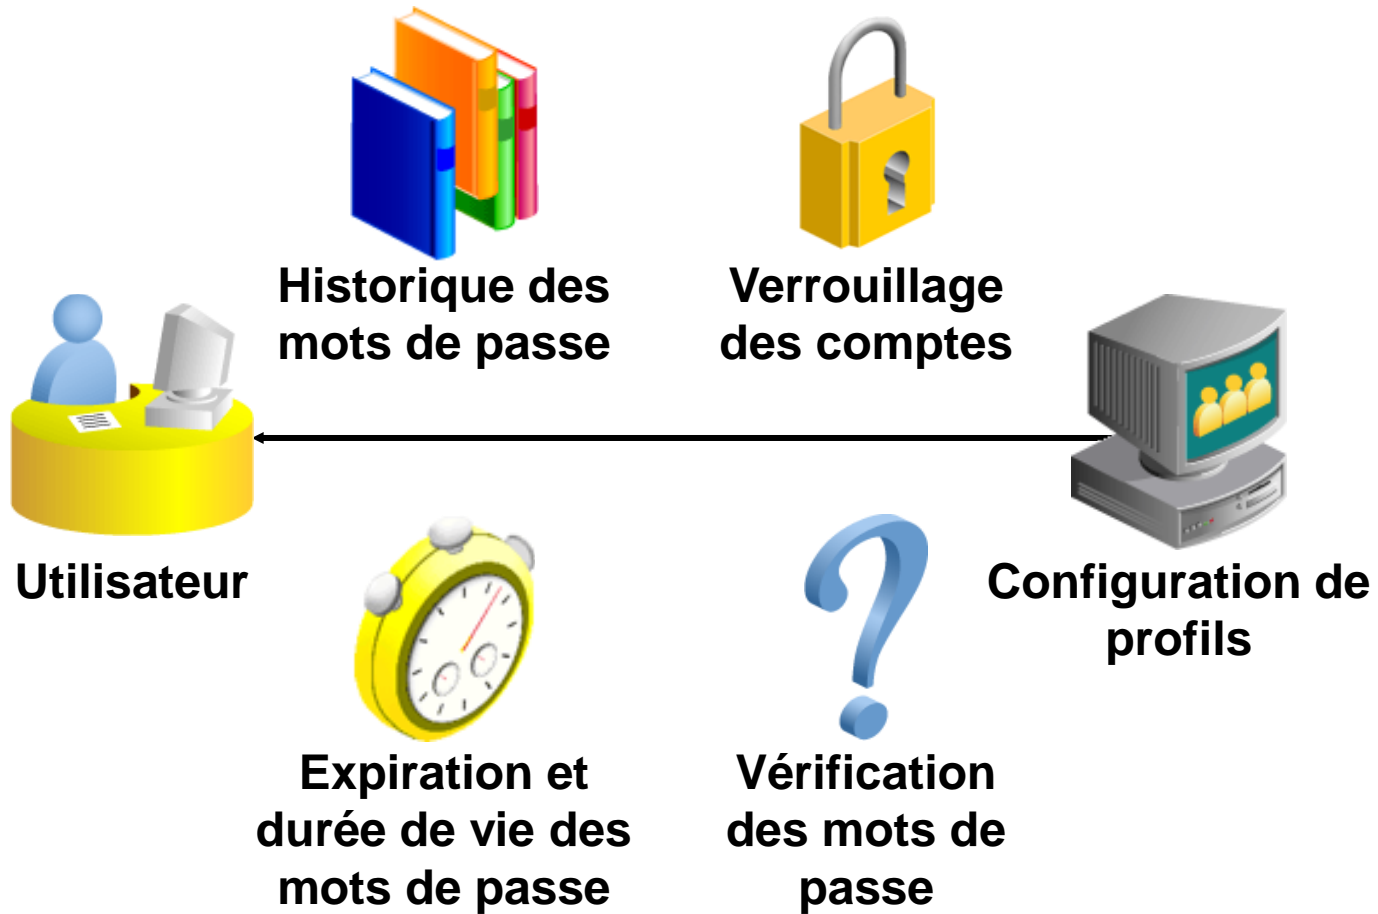 Historique des
mots de passe
Verrouillage
des comptes
Utilisateur
Configuration de
profils
Expiration et
durée de vie des
mots de passe
Vérification
des mots de
passe